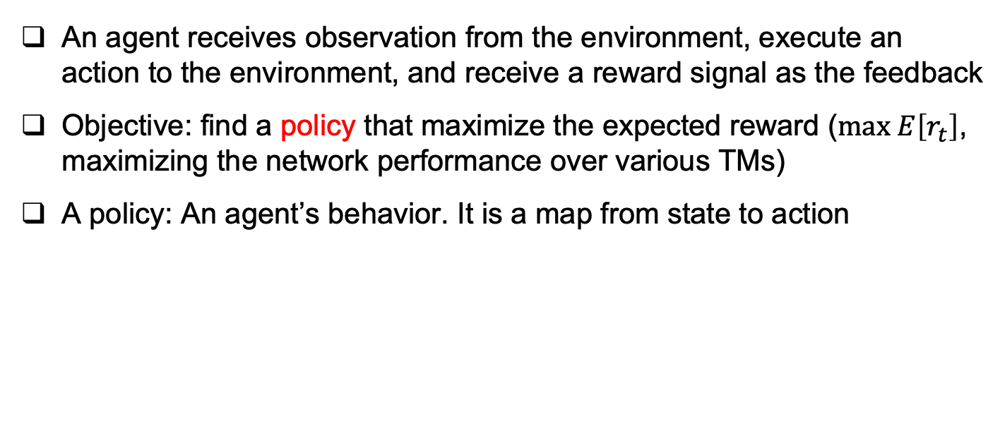 ❑ An agent receives observation from the environment, execute an
action to the environment, and receive a reward signal as the feedback
❑ Objective: find a policy that maximize the expected reward (max E[rₜ],
maximizing the network performance over various TMs)
❑ A policy: An agent’s behavior. It is a map from state to action